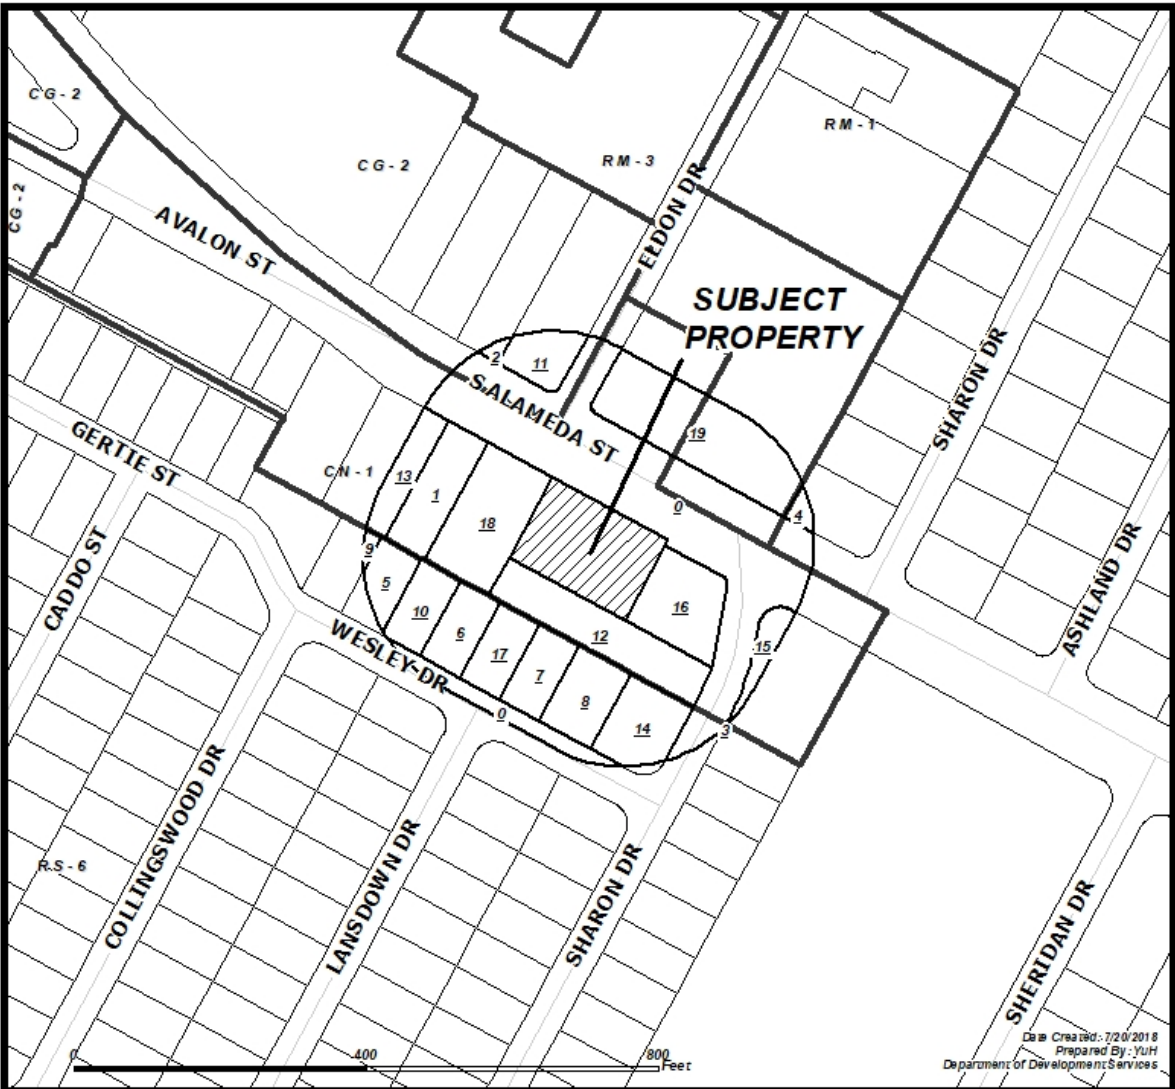 CG - 2
CG - 2
RM - 3
RM - 1
CG - 2
AVALON ST
ELDON DR
SUBJECT
PROPERTY
2
11
S ALAMEDA ST
SHARON DR
19
GERTIE ST
CN - 1
13
1
18
0
4
ASHLAND DR
CADDO ST
9
5
10
6
17
7
8
14
12
16
15
WESLEY DR
0
3
COLLINGSWOOD DR
RS - 6
LANSDOWN DR
SHARON DR
SHERIDAN DR
0 400 800
Feet
Date Created: 7/20/2018
Prepared By: YuH
Department of Development Services